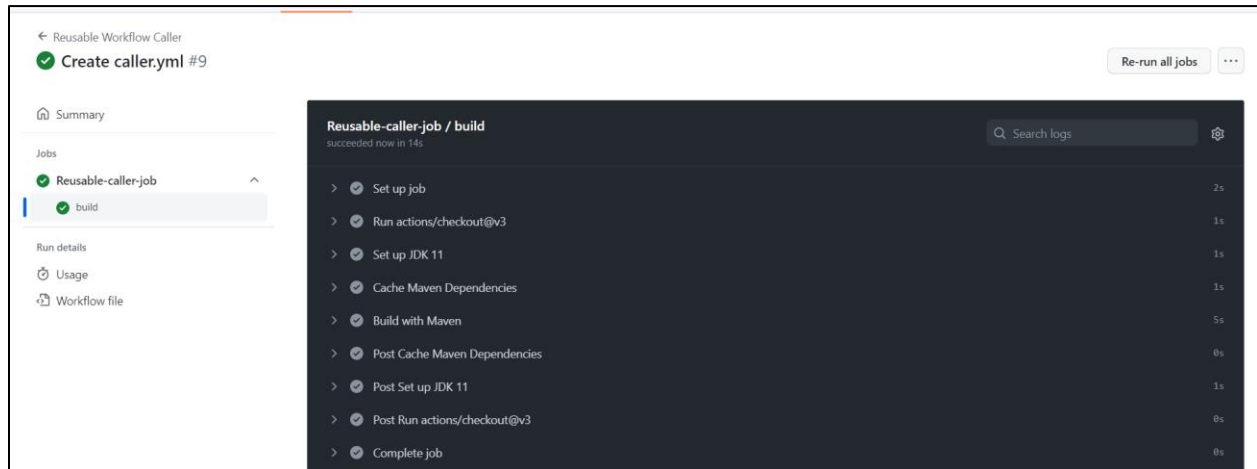 ← Reusable Workflow Caller
Create caller.yml #9
Re-run all jobs ...
Summary
Jobs
Reusable-caller-job
build
Run details
Usage
Workflow file
Reusable-caller-job / build
succeeded now in 14s
Search logs
Set up job 2s
Run actions/checkout@v3 1s
Set up JDK 11 1s
Cache Maven Dependencies 1s
Build with Maven 5s
Post Cache Maven Dependencies 0s
Post Set up JDK 11 1s
Post Run actions/checkout@v3 0s
Complete job 0s